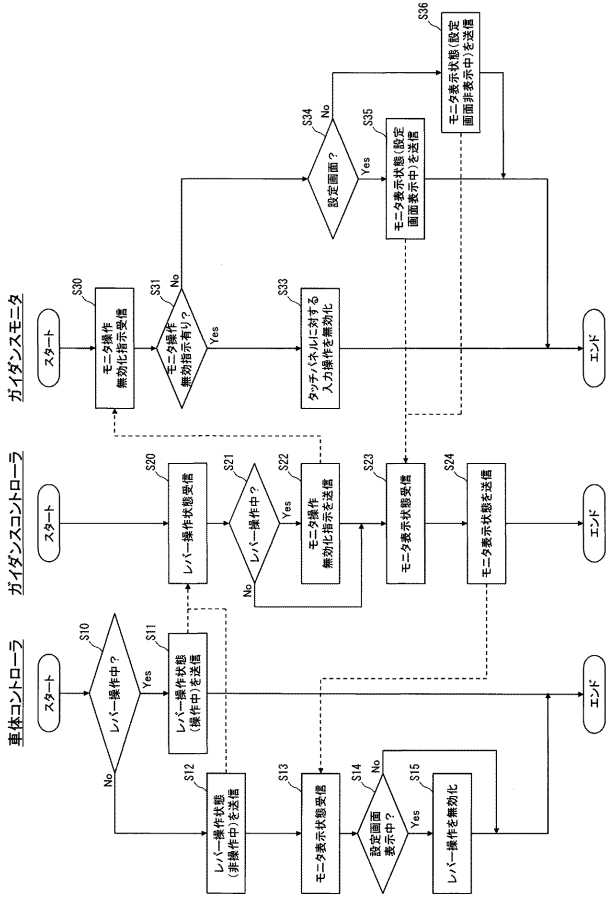 車体コントローラ
スタート
S10
レバー操作中？
No
Yes
S11
レバー操作状態
（操作中）を送信
S12
レバー操作状態
（非操作中）を送信
S13
モニタ表示状態受信
S14
設定画面
表示中？
No
Yes
S15
レバー操作を無効化
エンド
ガイダンスコントローラ
スタート
S20
レバー操作状態受信
S21
レバー操作中？
No
Yes
S22
モニタ操作
無効化指示を送信
S23
モニタ表示状態受信
S24
モニタ表示状態を送信
エンド
ガイダンスモニタ
スタート
S30
モニタ操作
無効化指示受信
S31
モニタ操作
無効指示有り？
No
Yes
S33
タッチパネルに対する
入力操作を無効化
S34
設定画面？
No
Yes
S35
モニタ表示状態（設定
画面表示中）を送信
S36
モニタ表示状態（設定
画面非表示中）を送信
エンド